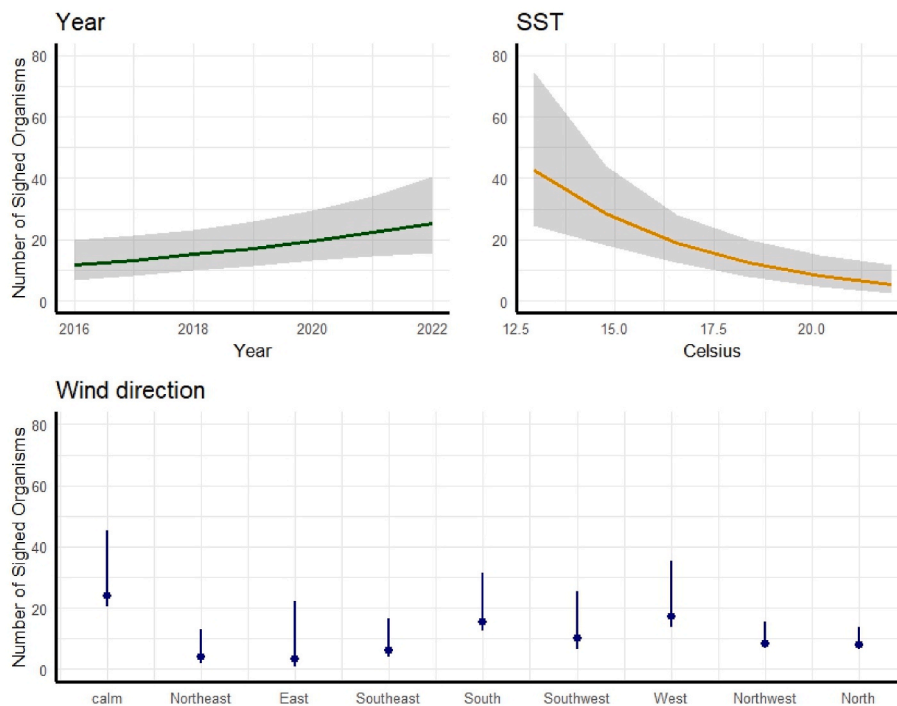 Year
Number of Sighed Organisms
80
60
40
20
0
2016 2018 2020 2022
Year
SST
80
60
40
20
0
12.5 15.0 17.5 20.0
Celsius
Wind direction
Number of Sighed Organisms
80
60
40
20
0
calm Northeast East Southeast South Southwest West Northwest North